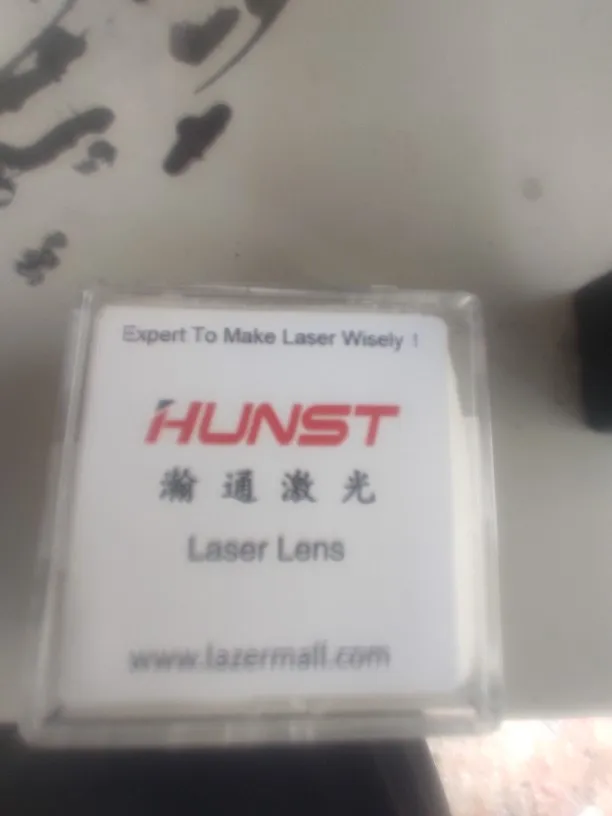 Expert To Make Laser Wisely !
HUNST
瀚通激光
Laser Lens
www.lazermall.com